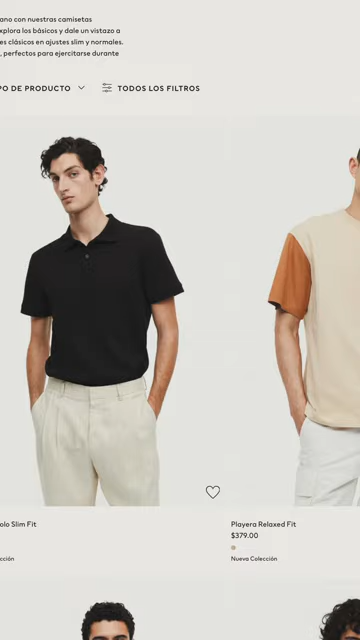 ano con nuestras camisetas
xplora los básicos y dale un vistazo a
es clásicos en ajustes slim y normales.
, perfectos para ejercitarse durante
PO DE PRODUCTO
TODOS LOS FILTROS
olo Slim Fit
cción
Playera Relaxed Fit
$379.00
Nueva Colección